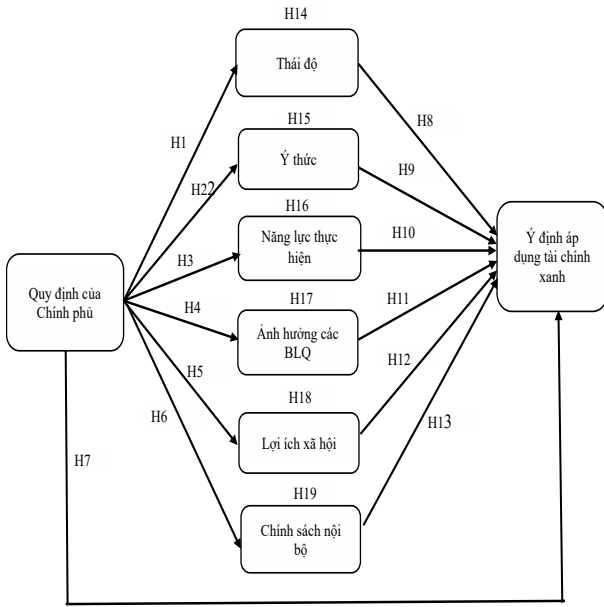 H14
Thái độ
H1
H8
H15
Ý thức
H22
H9
H16
Năng lực thực
hiện
H10
Ý định áp
dụng tài chính
xanh
Quy định của
Chính phủ
H3
H4
H17
Ảnh hưởng các
BLQ
H11
H5
H12
H18
Lợi ích xã hội
H6
H13
H7
H19
Chính sách nội
bộ